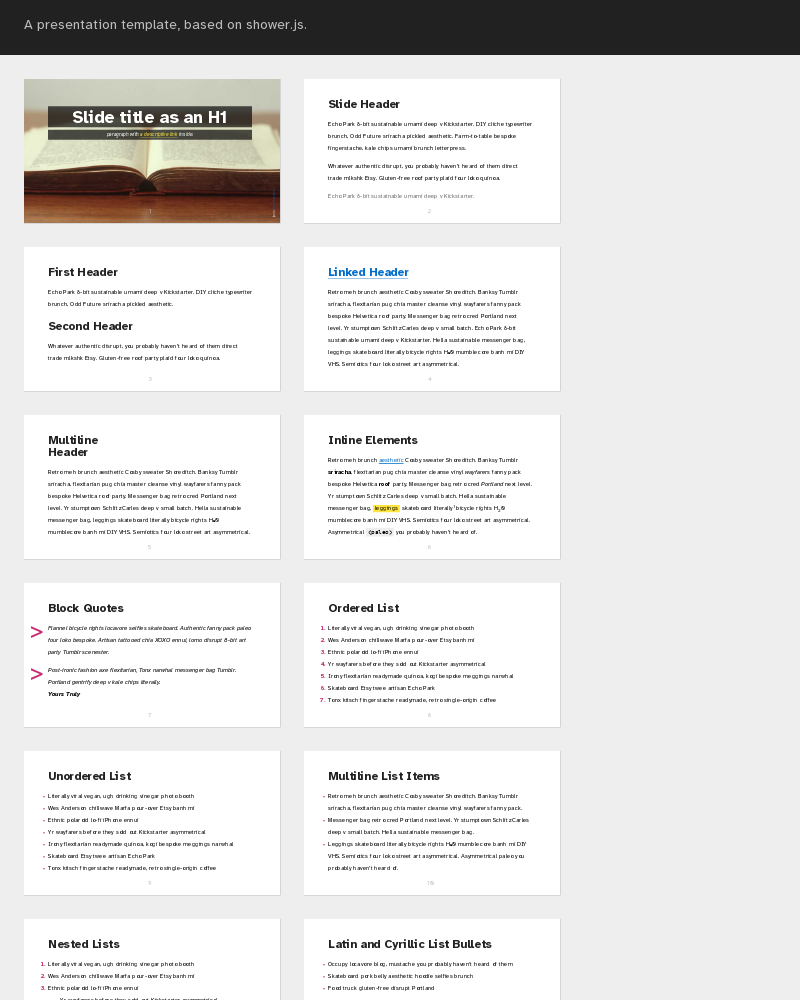 A presentation template, based on shower.js.
Slide title as an H1
paragraph with a descriptive link inside
1
Slide Header
Echo Park 8-bit sustainable umami deep v Kickstarter. DIY cliche typewriter
brunch. Odd Future sriracha pickled aesthetic. Farm-to-table bespoke
fingerstache, kale chips umami brunch letterpress.
Whatever authentic disrupt, you probably haven't heard of them direct
trade mlkshk Etsy. Gluten-free roof party plaid four loko quinoa.
Echo Park 8-bit sustainable umami deep v Kickstarter.
2
First Header
Echo Park 8-bit sustainable umami deep v Kickstarter. DIY cliche typewriter
brunch. Odd Future sriracha pickled aesthetic.
Second Header
Whatever authentic disrupt, you probably haven't heard of them direct
trade mlkshk Etsy. Gluten-free roof party plaid four loko quinoa.
3
Linked Header
Retro meh brunch aesthetic Cosby sweater Shoreditch. Banksy Tumblr
sriracha, flexitarian pug chia master cleanse vinyl wayfarers fanny pack
bespoke Helvetica roof party. Messenger bag retro cred Portland next
level. Yr stumptown Schlitz Carles deep v small batch. Echo Park 8-bit
sustainable umami deep v Kickstarter. Hella sustainable messenger bag,
leggings skateboard literally bicycle rights H₂O mumblecore banh mi DIY
VHS. Semiotics four loko street art asymmetrical.
4
Multiline
Header
Retro meh brunch aesthetic Cosby sweater Shoreditch. Banksy Tumblr
sriracha, flexitarian pug chia master cleanse vinyl wayfarers fanny pack
bespoke Helvetica roof party. Messenger bag retro cred Portland next
level. Yr stumptown Schlitz Carles deep v small batch. Hella sustainable
messenger bag, leggings skateboard literally bicycle rights H₂O
mumblecore banh mi DIY VHS. Semiotics four loko street art asymmetrical.
5
Inline Elements
Retro meh brunch aesthetic Cosby sweater Shoreditch. Banksy Tumblr
sriracha, flexitarian pug chia master cleanse vinyl wayfarers fanny pack
bespoke Helvetica roof party. Messenger bag retro cred Portland next level.
Yr stumptown Schlitz Carles deep v small batch. Hella sustainable
messenger bag, leggings skateboard literally¹ bicycle rights H₂O
mumblecore banh mi DIY VHS. Semiotics four loko street art asymmetrical.
Asymmetrical <paleo> you probably haven't heard of.
6
Block Quotes
> Flannel bicycle rights locavore selfies skateboard. Authentic fanny pack paleo
four loko bespoke. Artisan tattooed chia XOXO ennui, lomo disrupt 8-bit art
party Tumblr scenester.
> Post-ironic fashion axe flexitarian, Tonx narwhal messenger bag Tumblr.
Portland gentrify deep v kale chips literally.
Yours Truly
7
Ordered List
1. Literally viral vegan, ugh drinking vinegar photo booth
2. Wes Anderson chillwave Marfa pour-over Etsy banh mi
3. Ethnic polaroid lo-fi iPhone ennui
4. Yr wayfarers before they sold out Kickstarter asymmetrical
5. Irony flexitarian readymade quinoa, kogi bespoke meggings narwhal
6. Skateboard Etsy twee artisan Echo Park
7. Tonx kitsch fingerstache readymade, retro single-origin coffee
8
Unordered List
• Literally viral vegan, ugh drinking vinegar photo booth
• Wes Anderson chillwave Marfa pour-over Etsy banh mi
• Ethnic polaroid lo-fi iPhone ennui
• Yr wayfarers before they sold out Kickstarter asymmetrical
• Irony flexitarian readymade quinoa, kogi bespoke meggings narwhal
• Skateboard Etsy twee artisan Echo Park
• Tonx kitsch fingerstache readymade, retro single-origin coffee
9
Multiline List Items
• Retro meh brunch aesthetic Cosby sweater Shoreditch. Banksy Tumblr
sriracha, flexitarian pug chia master cleanse vinyl wayfarers fanny pack.
• Messenger bag retro cred Portland next level. Yr stumptown Schlitz Carles
deep v small batch. Hella sustainable messenger bag.
• Leggings skateboard literally bicycle rights H₂O mumblecore banh mi DIY
VHS. Semiotics four loko street art asymmetrical. Asymmetrical paleo you
probably haven't heard of.
10
Nested Lists
1. Literally viral vegan, ugh drinking vinegar photo booth
2. Wes Anderson chillwave Marfa pour-over Etsy banh mi
3. Ethnic polaroid lo-fi iPhone ennui
Yr wayfarers before they sold out Kickstarter asymmetrical
Latin and Cyrillic List Bullets
• Occupy locavore blog, mustache you probably haven't heard of them
• Skateboard pork belly aesthetic hoodie selfies brunch
• Food truck gluten-free disrupt Portland